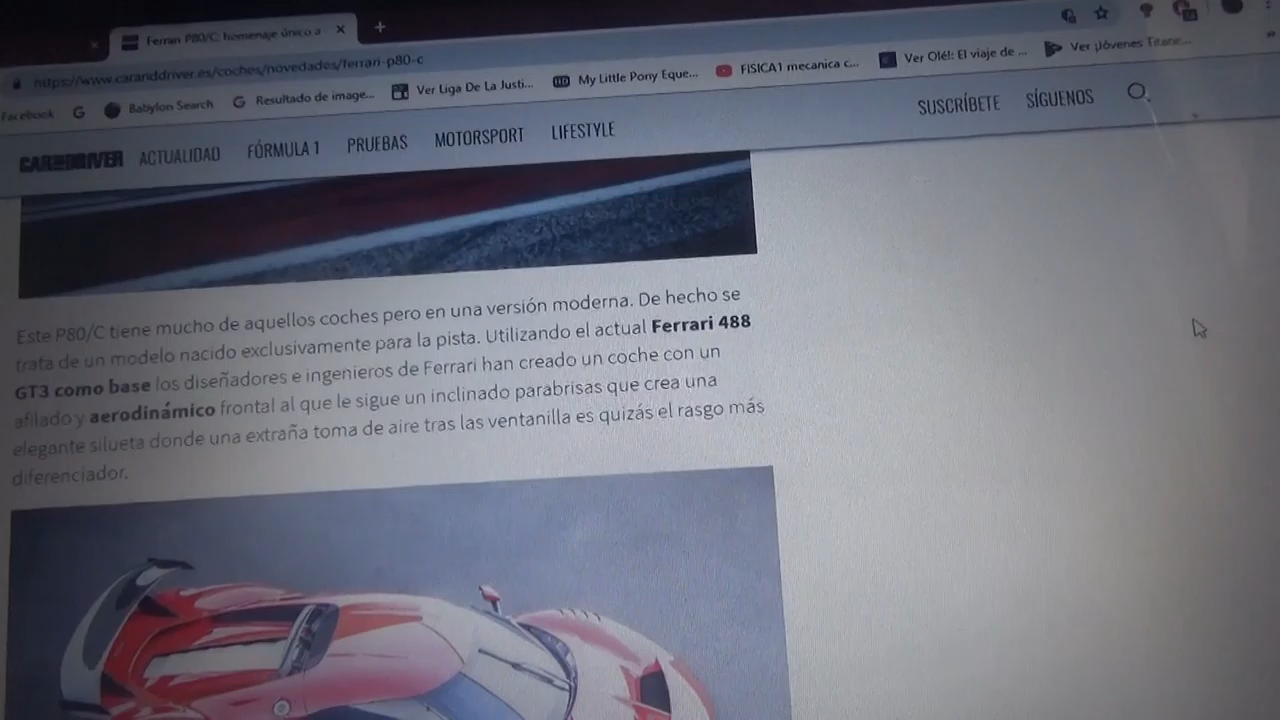 Ferrari P80/C: homenaje único a
https://www.caranddriver.es/coches/novedades/ferrari-p80-c
Facebook
Babylon Search
Resultado de image...
Ver Liga De La Justi...
My Little Pony Eque...
FISICA1 mecanica c...
Ver Olé!: El viaje de ...
Ver Jóvenes Titane...
CAR AND DRIVER ACTUALIDAD FÓRMULA 1 PRUEBAS MOTORSPORT LIFESTYLE SUSCRÍBETE SÍGUENOS
Este P80/C tiene mucho de aquellos coches pero en una versión moderna. De hecho se
trata de un modelo nacido exclusivamente para la pista. Utilizando el actual Ferrari 488
GT3 como base los diseñadores e ingenieros de Ferrari han creado un coche con un
afilado y aerodinámico frontal al que le sigue un inclinado parabrisas que crea una
elegante silueta donde una extraña toma de aire tras las ventanilla es quizás el rasgo más
diferenciador.